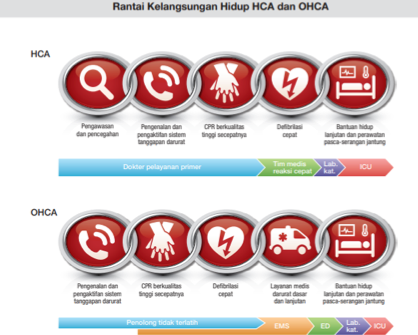 Rantai Kelangsungan Hidup HCA dan OHCA
HCA
Pengawasan
dan pencegahan
Pengenalan dan
pengaktifan sistem
tanggapan darurat
CPR berkualitas
tinggi secepatnya
Defibrilasi
cepat
Bantuan hidup
lanjutan dan perawatan
pasca-serangan jantung
Dokter pelayanan primer
Tim medis
reaksi cepat
Lab.
kat.
ICU
OHCA
Pengenalan dan
pengaktifan sistem
tanggapan darurat
CPR berkualitas
tinggi secepatnya
Defibrilasi
cepat
Layanan medis
darurat dasar
dan lanjutan
Bantuan hidup
lanjutan dan perawatan
pasca-serangan jantung
Penolong tidak terlatih
EMS
ED
Lab.
kat.
ICU